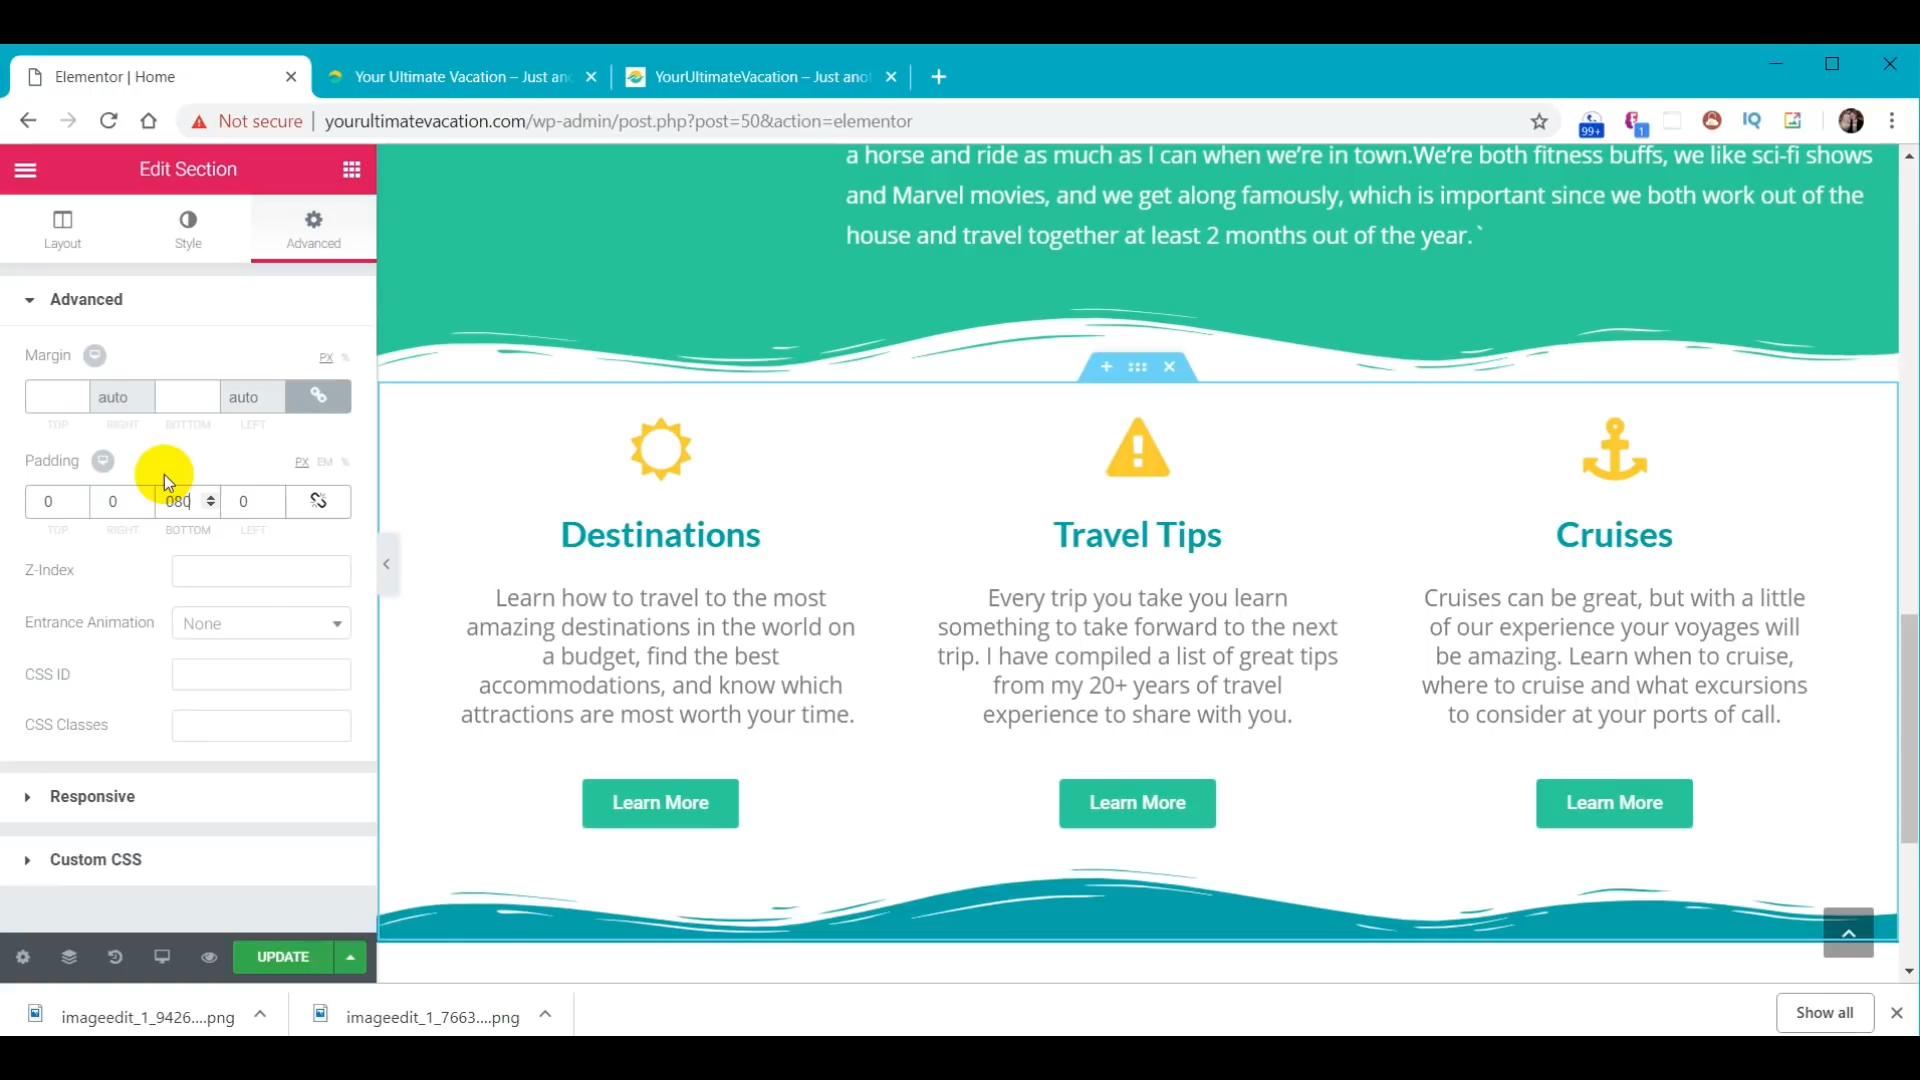 Elementor | Home
Your Ultimate Vacation – Just an
YourUltimateVacation – Just anot
Not secure
yourultimatevacation.com/wp-admin/post.php?post=50&action=elementor
99+
1
IQ
Edit Section
Layout
Style
Advanced
Advanced
Margin
PX %
auto
auto
TOP RIGHT BOTTOM LEFT
Padding
PX EM %
0
0
080
0
TOP RIGHT BOTTOM LEFT
Z-Index
Entrance Animation
None
CSS ID
CSS Classes
Responsive
Custom CSS
UPDATE
a horse and ride as much as I can when we’re in town.We’re both fitness buffs, we like sci-fi shows
and Marvel movies, and we get along famously, which is important since we both work out of the
house and travel together at least 2 months out of the year. `
Destinations
Learn how to travel to the most
amazing destinations in the world on
a budget, find the best
accommodations, and know which
attractions are most worth your time.
Learn More
Travel Tips
Every trip you take you learn
something to take forward to the next
trip. I have compiled a list of great tips
from my 20+ years of travel
experience to share with you.
Learn More
Cruises
Cruises can be great, but with a little
of our experience your voyages will
be amazing. Learn when to cruise,
where to cruise and what excursions
to consider at your ports of call.
Learn More
imageedit_1_9426....png
imageedit_1_7663....png
Show all